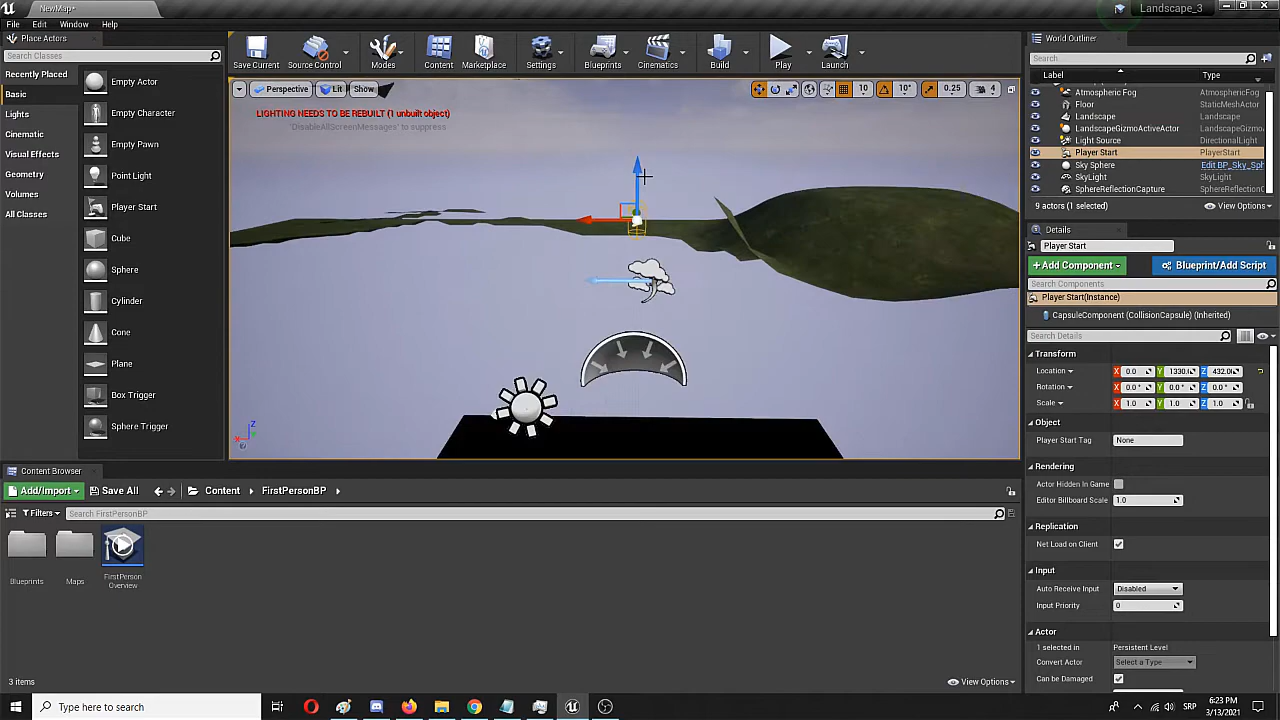 NewMap*
Landscape_3
File Edit Window Help
Place Actors
Search Classes
Recently Placed
Basic
Lights
Cinematic
Visual Effects
Geometry
Volumes
All Classes
Empty Actor
Empty Character
Empty Pawn
Point Light
Player Start
Cube
Sphere
Cylinder
Cone
Plane
Box Trigger
Sphere Trigger
Save Current Source Control Modes Content Marketplace Settings Blueprints Cinematics Build Play Launch
Perspective Lit Show 10 10° 0.25 4
LIGHTING NEEDS TO BE REBUILT (1 unbuilt object)
'DisableAllScreenMessages' to suppress
Z
X
World Outliner
Search...
Label Type
Atmospheric Fog AtmosphericFog
Floor StaticMeshActor
Landscape Landscape
LandscapeGizmoActiveActor LandscapeGizmo
Light Source DirectionalLight
Player Start PlayerStart
Sky Sphere Edit BP_Sky_Sph
SkyLight SkyLight
SphereReflectionCapture SphereReflection
9 actors (1 selected) View Options
Details
Player Start
+ Add Component Blueprint/Add Script
Search Components
Player Start(Instance)
CapsuleComponent (CollisionCapsule) (Inherited)
Search Details
Transform
Location X 0.0 Y 1330. Z 432.0
Rotation X 0.0° Y 0.0° Z 0.0°
Scale X 1.0 Y 1.0 Z 1.0
Object
Player Start Tag None
Rendering
Actor Hidden In Game
Editor Billboard Scale 1.0
Replication
Net Load on Client
Input
Auto Receive Input Disabled
Input Priority 0
Actor
1 selected in Persistent Level
Convert Actor Select a Type
Can be Damaged
Content Browser
Add/Import Save All Content FirstPersonBP
Filters Search FirstPersonBP
Blueprints Maps FirstPerson
Overview
3 items View Options
Type here to search
SRP
6:23 PM
3/13/2021